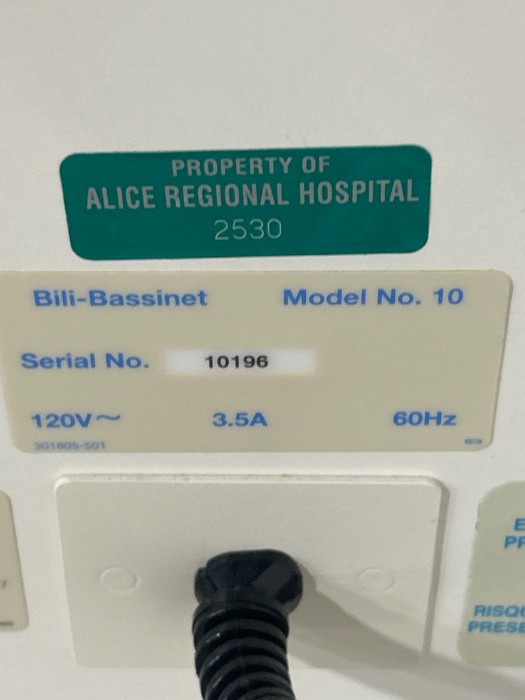 PROPERTY OF
ALICE REGIONAL HOSPITAL
2530
Bili-Bassinet Model No. 10
Serial No. 10196
120V~ 3.5A 60Hz
301805-501
RISQU
PRESE